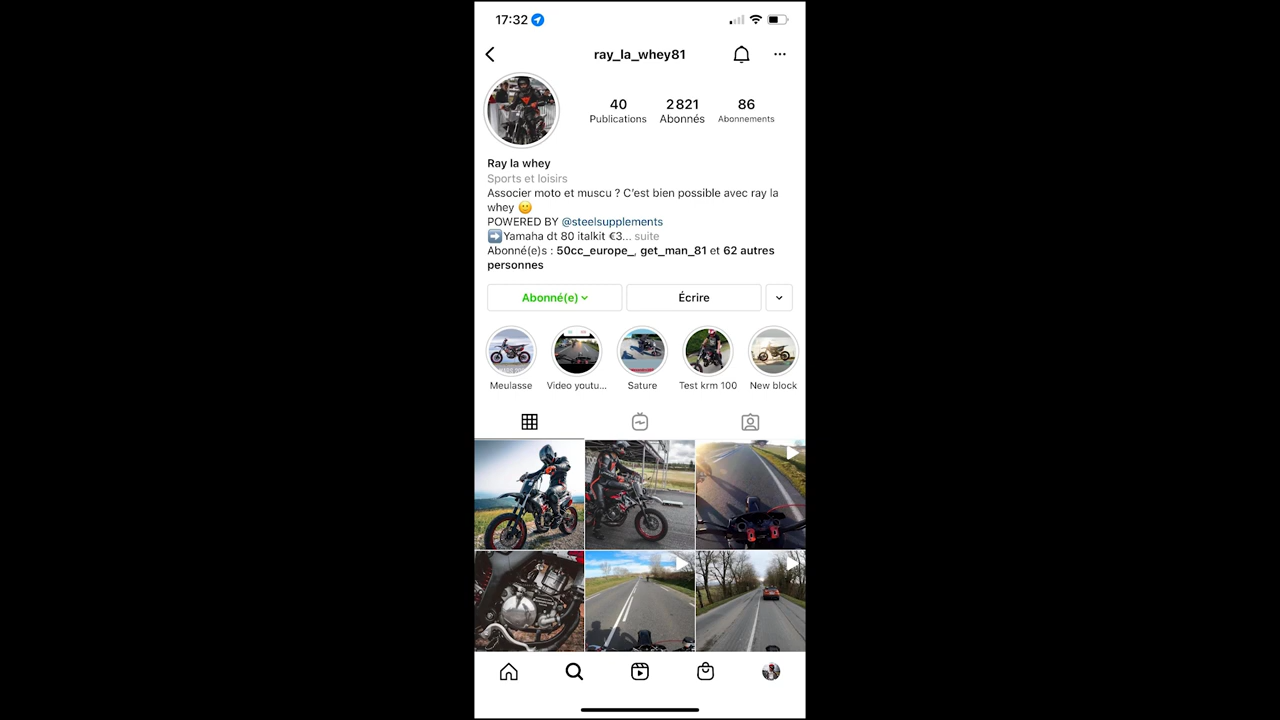 17:32
ray_la_whey81
40 2 821 86
Publications Abonnés Abonnements
Ray la whey
Sports et loisirs
Associer moto et muscu ? C'est bien possible avec ray la
whey 🙂
POWERED BY @steelsupplements
➡️Yamaha dt 80 italkit €3... suite
Abonné(e)s : 50cc_europe_, get_man_81 et 62 autres
personnes
Abonné(e) Écrire
Meulasse Video youtu... Sature Test krm 100 New block